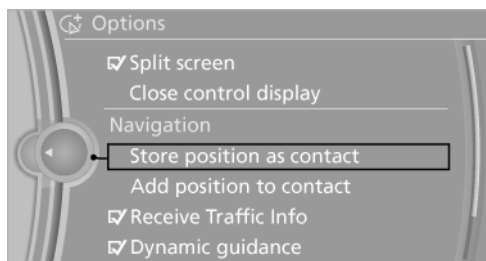 Options
Split screen
Close control display
Navigation
Store position as contact
Add position to contact
Receive Traffic Info
Dynamic guidance